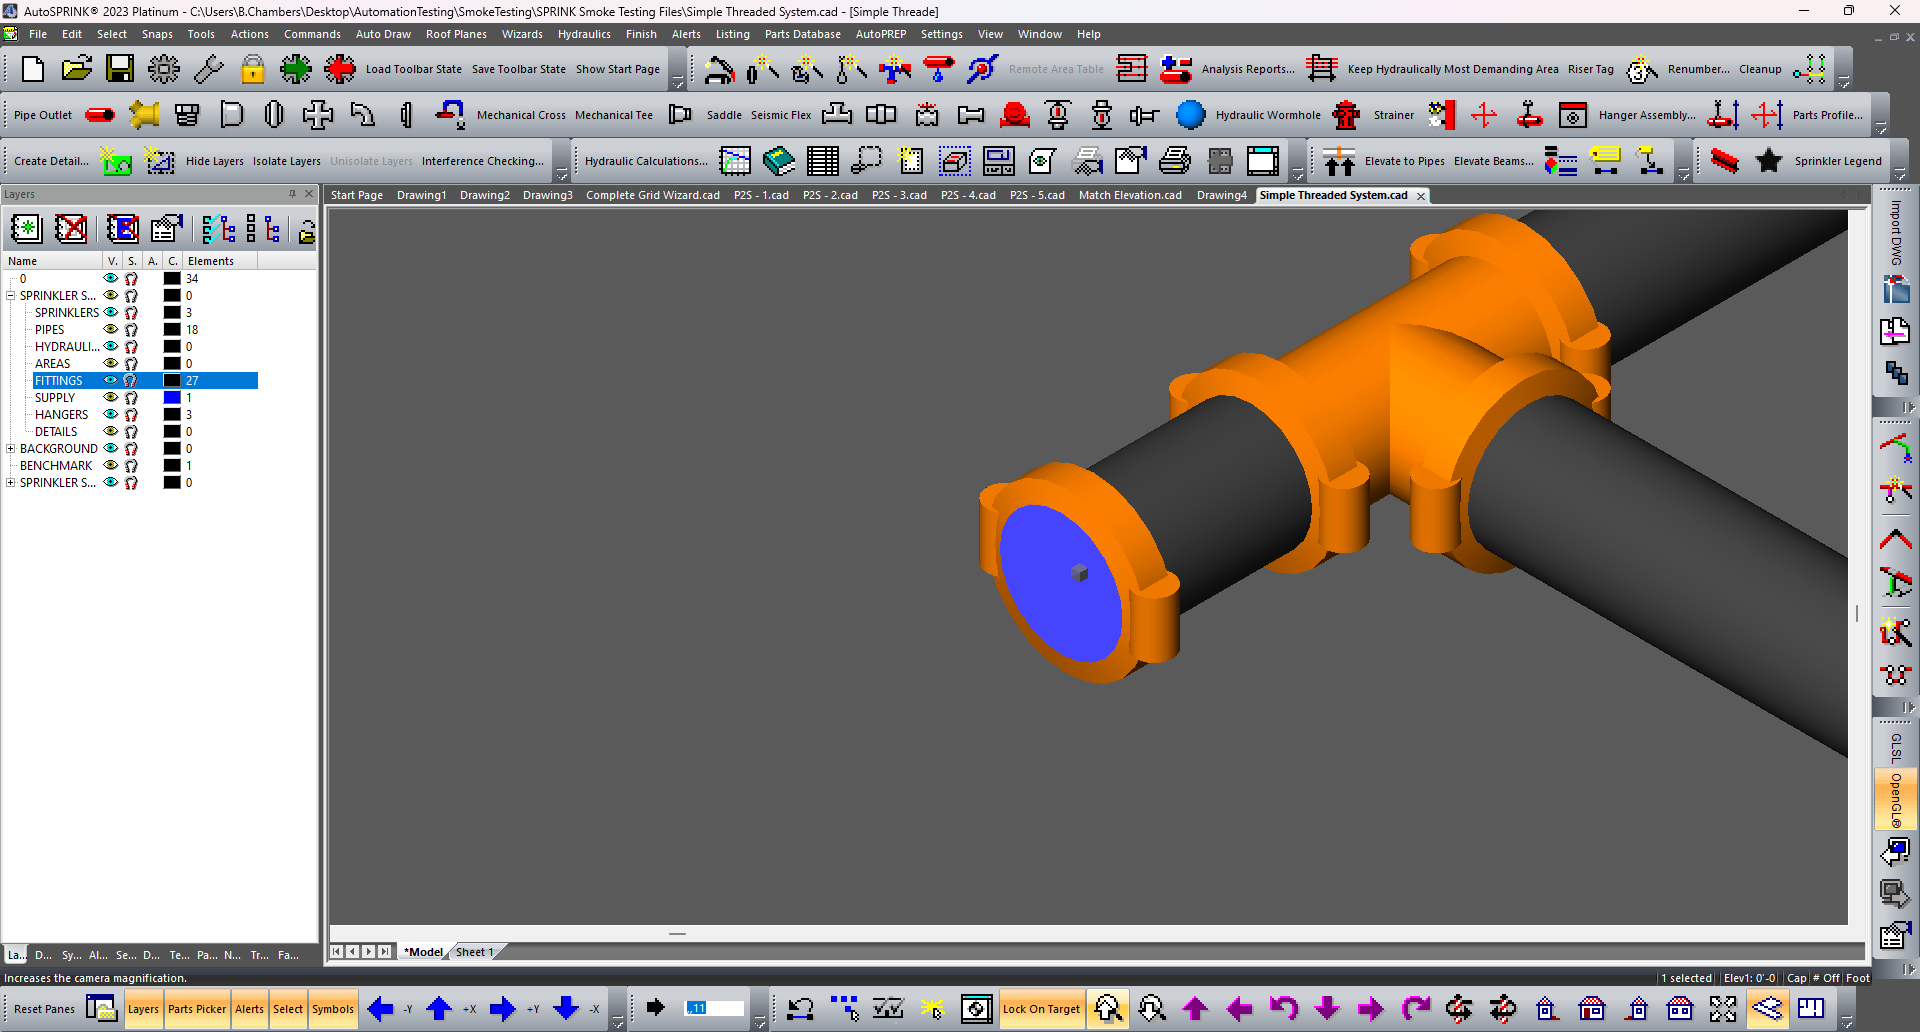 AutoSPRINK® 2023 Platinum - C:\Users\B.Chambers\Desktop\AutomationTesting\SmokeTesting\SPRINK Smoke Testing Files\Simple Threaded System.cad - [Simple Threade]
File Edit Select Snaps Tools Actions Commands Auto Draw Roof Planes Wizards Hydraulics Finish Alerts Listing Parts Database AutoPREP Settings View Window Help
Load Toolbar State Save Toolbar State Show Start Page Remote Area Table Analysis Reports... Keep Hydraulically Most Demanding Area Riser Tag Renumber... Cleanup
Pipe Outlet Mechanical Cross Mechanical Tee Saddle Seismic Flex Hydraulic Wormhole Strainer Hanger Assembly... Parts Profile...
Create Detail... Hide Layers Isolate Layers Unisolate Layers Interference Checking... Hydraulic Calculations... Elevate to Pipes Elevate Beams... Sprinkler Legend
Layers
Start Page Drawing1 Drawing2 Drawing3 Complete Grid Wizard.cad P2S - 1.cad P2S - 2.cad P2S - 3.cad P2S - 4.cad P2S - 5.cad Match Elevation.cad Drawing4 Simple Threaded System.cad
Name V. S. A. C. Elements
0 34
SPRINKLER S... 0
SPRINKLERS 3
PIPES 18
HYDRAULI... 0
AREAS 0
FITTINGS 27
SUPPLY 1
HANGERS 3
DETAILS 0
BACKGROUND 0
BENCHMARK 1
SPRINKLER S... 0
Import DWG
GLSL
OpenGL®
La... D... Sy... Al... Se... D... Te... Pa... N... Tr... Fa...
*Model Sheet 1
Increases the camera magnification.
1 selected Elev1: 0'-0 Cap # Off Foot
Reset Panes Layers Parts Picker Alerts Select Symbols -Y +X +Y -X ,,11 Lock On Target